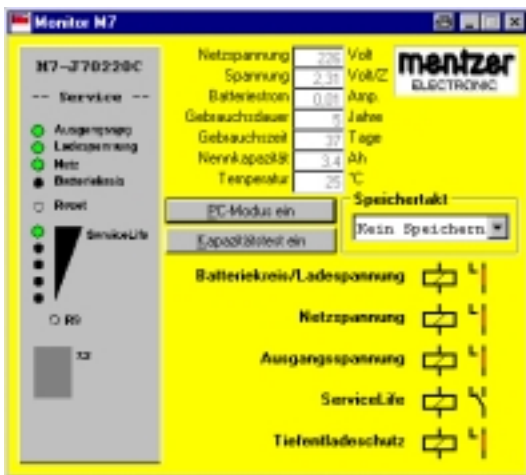 Monitor M7
M7-J70220C
-- Service --
Ausgangsspg
Ladespannung
Netz
Batteriekreis
Reset
ServiceLife
R9
X2
Netzspannung 226 Volt
Spannung 2,31 Volt/Z
Batteriestrom 0,01 Amp.
Gebrauchsdauer 5 Jahre
Gebrauchszeit 37 Tage
Nennkapazität 3.4 Ah
Temperatur 25 °C
mentzer
ELECTRONIC
PC-Modus ein
Kapazitätstest ein
Speichertakt
Kein Speichern
Batteriekreis/Ladespannung
Netzspannung
Ausgangsspannung
ServiceLife
Tiefentladeschutz